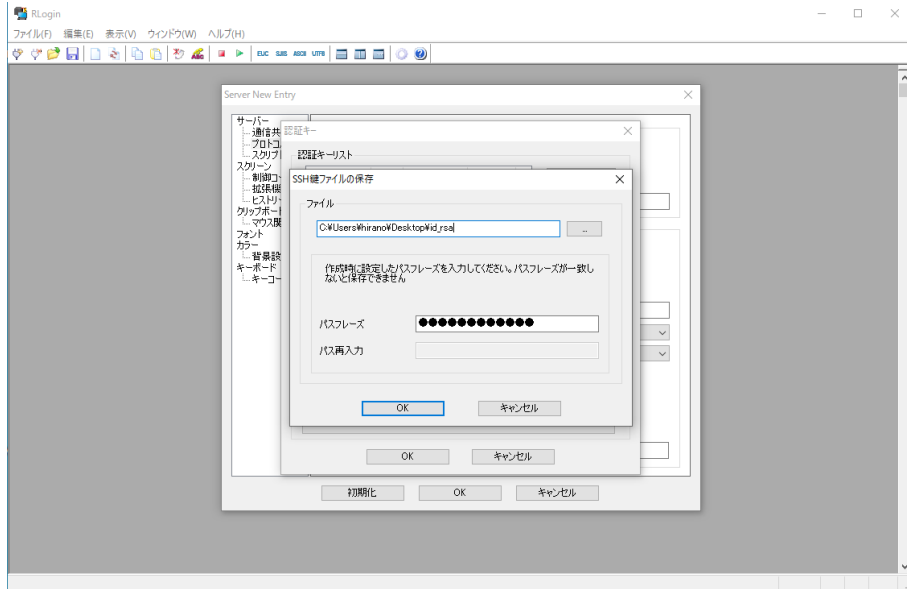 RLogin
ファイル(F) 編集(E) 表示(V) ウィンドウ(W) ヘルプ(H)
EUC SJIS ASCII UTF8
Server New Entry
サーバー
通信共
プロトコ
スクリプ
スクリーン
制御コー
拡張機
ヒストリ
クリップボー
マウス関
フォント
カラー
背景設
キーボード
キーコー
認証キー
認証キーリスト
SSH鍵ファイルの保存
ファイル
C:¥Users¥hirano¥Desktop¥id_rsa
...
作成時に設定したパスフレーズを入力してください。パスフレーズが一致し
ないと保存できません
パスフレーズ
●●●●●●●●●●●●
パス再入力
OK キャンセル
OK キャンセル
初期化 OK キャンセル